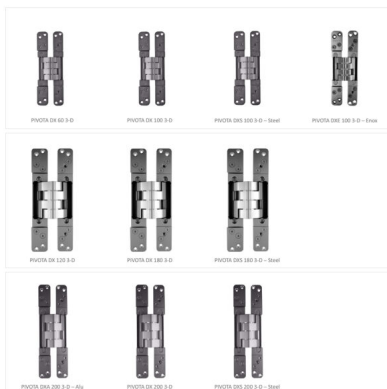 PIVOTA DX 60 3-D
PIVOTA DX 100 3-D
PIVOTA DXS 100 3-D – Steel
PIVOTA DXE 100 3-D – Enox
PIVOTA DX 120 3-D
PIVOTA DX 180 3-D
PIVOTA DXS 180 3-D – Steel
PIVOTA DXA 200 3-D – Alu
PIVOTA DX 200 3-D
PIVOTA DXS 200 3-D – Steel